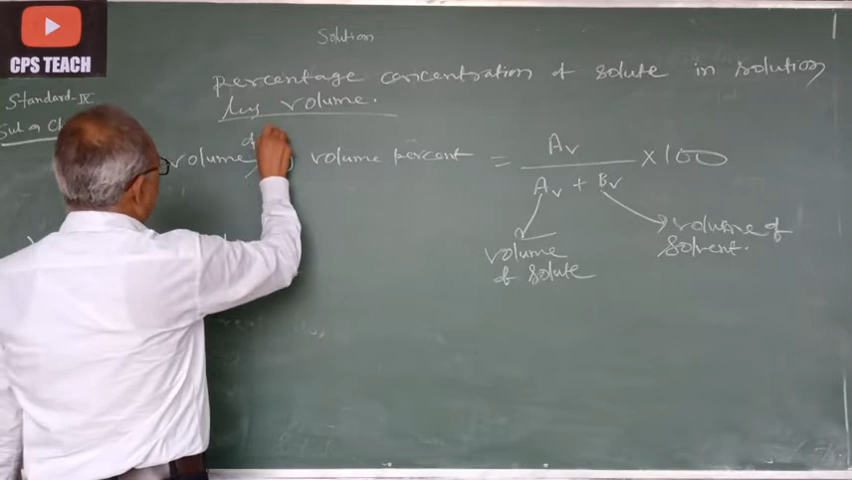 CPS TEACH
Solution
percentage concentration of solute in solution
by volume.
Standard-IX
of
volume volume percent = Av / Av + Bv × 100
volume of solute
volume of solvent.